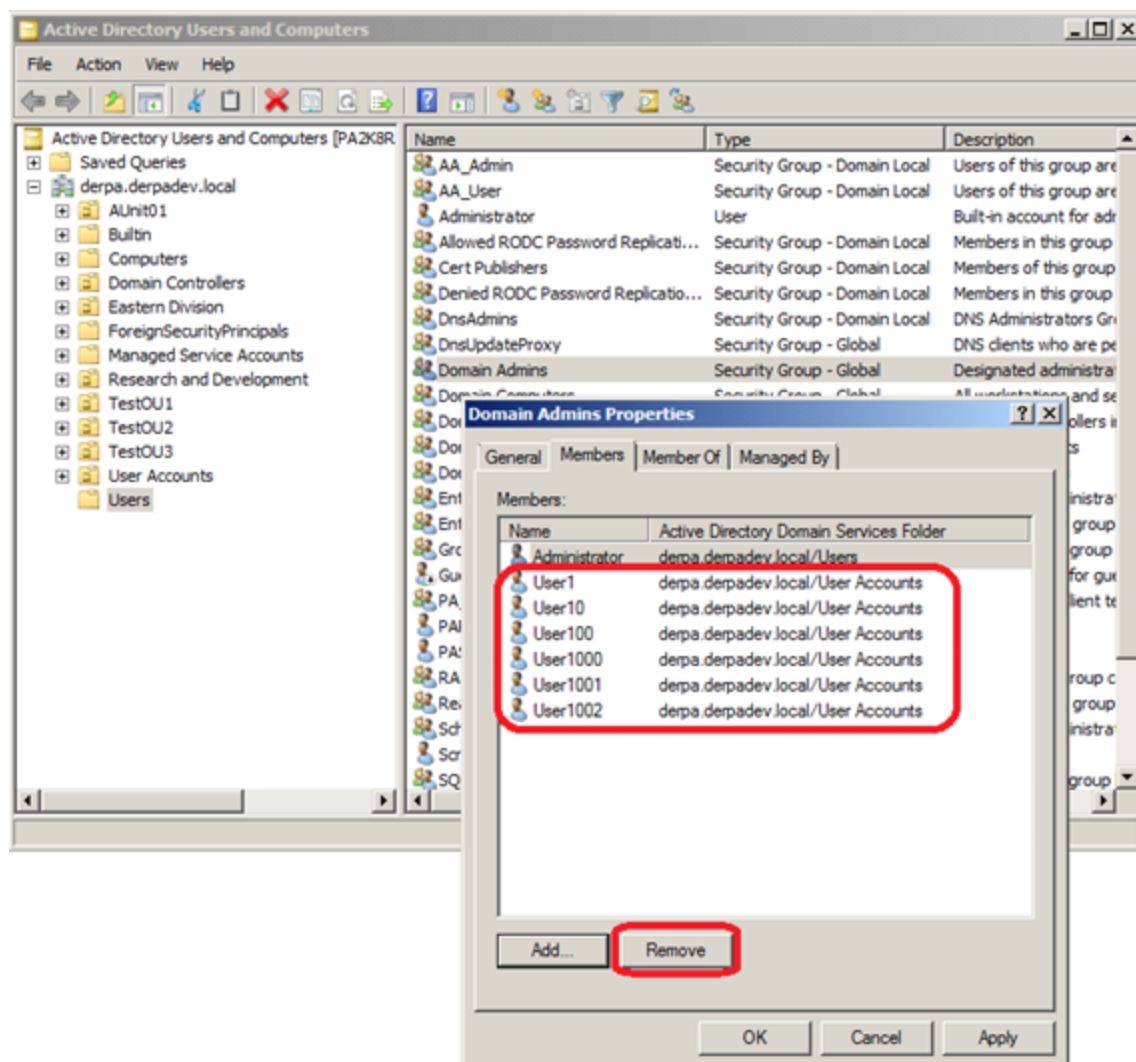 Active Directory Users and Computers
File Action View Help
Active Directory Users and Computers [PA2K8R
Saved Queries
derpa.derpadev.local
AUnit01
Builtin
Computers
Domain Controllers
Eastern Division
ForeignSecurityPrincipals
Managed Service Accounts
Research and Development
TestOU1
TestOU2
TestOU3
User Accounts
Users
Name Type Description
AA_Admin Security Group - Domain Local Users of this group are
AA_User Security Group - Domain Local Users of this group are
Administrator User Built-in account for adr
Allowed RODC Password Replicati... Security Group - Domain Local Members in this group
Cert Publishers Security Group - Domain Local Members of this group
Denied RODC Password Replicatio... Security Group - Domain Local Members in this group
DnsAdmins Security Group - Domain Local DNS Administrators Gr
DnsUpdateProxy Security Group - Global DNS clients who are pe
Domain Admins Security Group - Global Designated administra
Domain Computers Security Group - Global All workstations and se
Domain Admins Properties
General Members Member Of Managed By
Members:
Name Active Directory Domain Services Folder
Administrator derpa.derpadev.local/Users
User1 derpa.derpadev.local/User Accounts
User10 derpa.derpadev.local/User Accounts
User100 derpa.derpadev.local/User Accounts
User1000 derpa.derpadev.local/User Accounts
User1001 derpa.derpadev.local/User Accounts
User1002 derpa.derpadev.local/User Accounts
Add... Remove
OK Cancel Apply